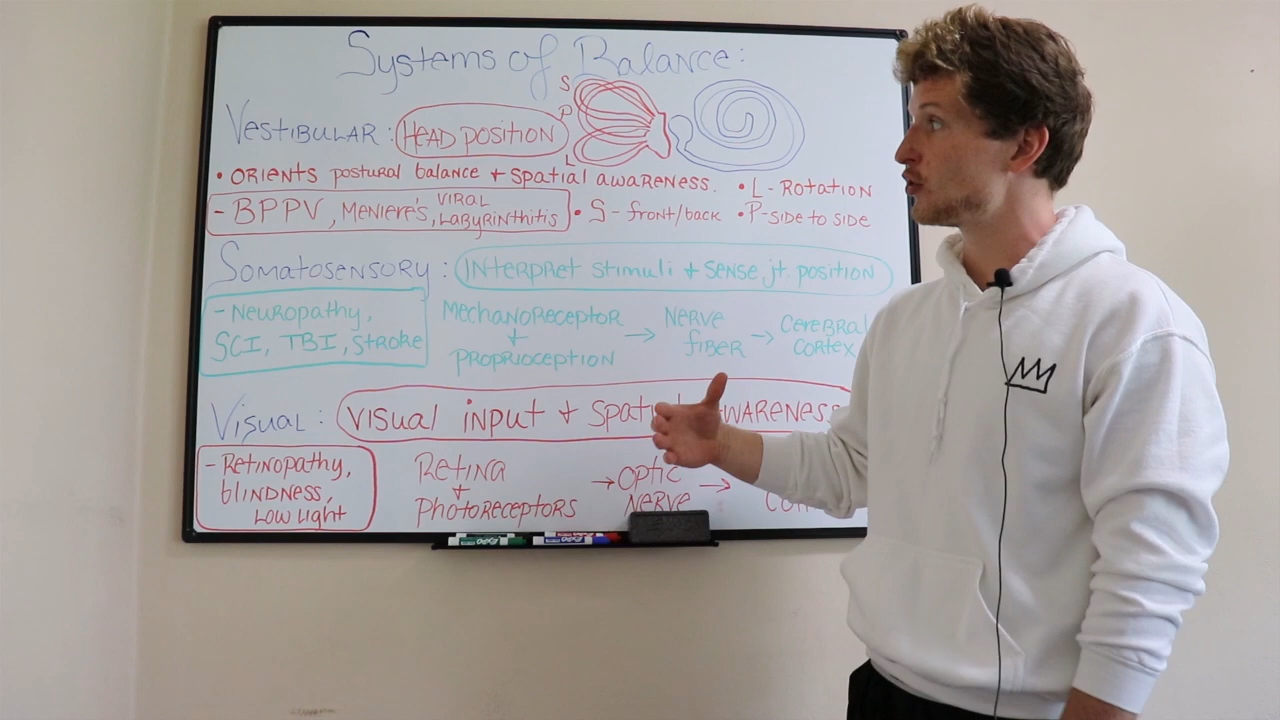 Systems of Balance:
S
P
L
Vestibular: Head position
• Orients postural balance + spatial awareness.
• L - Rotation
- BPPV, Meniere's, Viral Labyrinthitis
• S - front/back
• P - side to side
Somatosensory: Interpret stimuli + sense jt. position
- Neuropathy,
SCI, TBI, Stroke
Mechanoreceptor
+
Proprioception
→ Nerve
fiber
→ Cerebral
Cortex
Visual: Visual input +
- Retinopathy,
blindness,
Low light
Retina
+
Photoreceptors
→ Optic
Nerve →